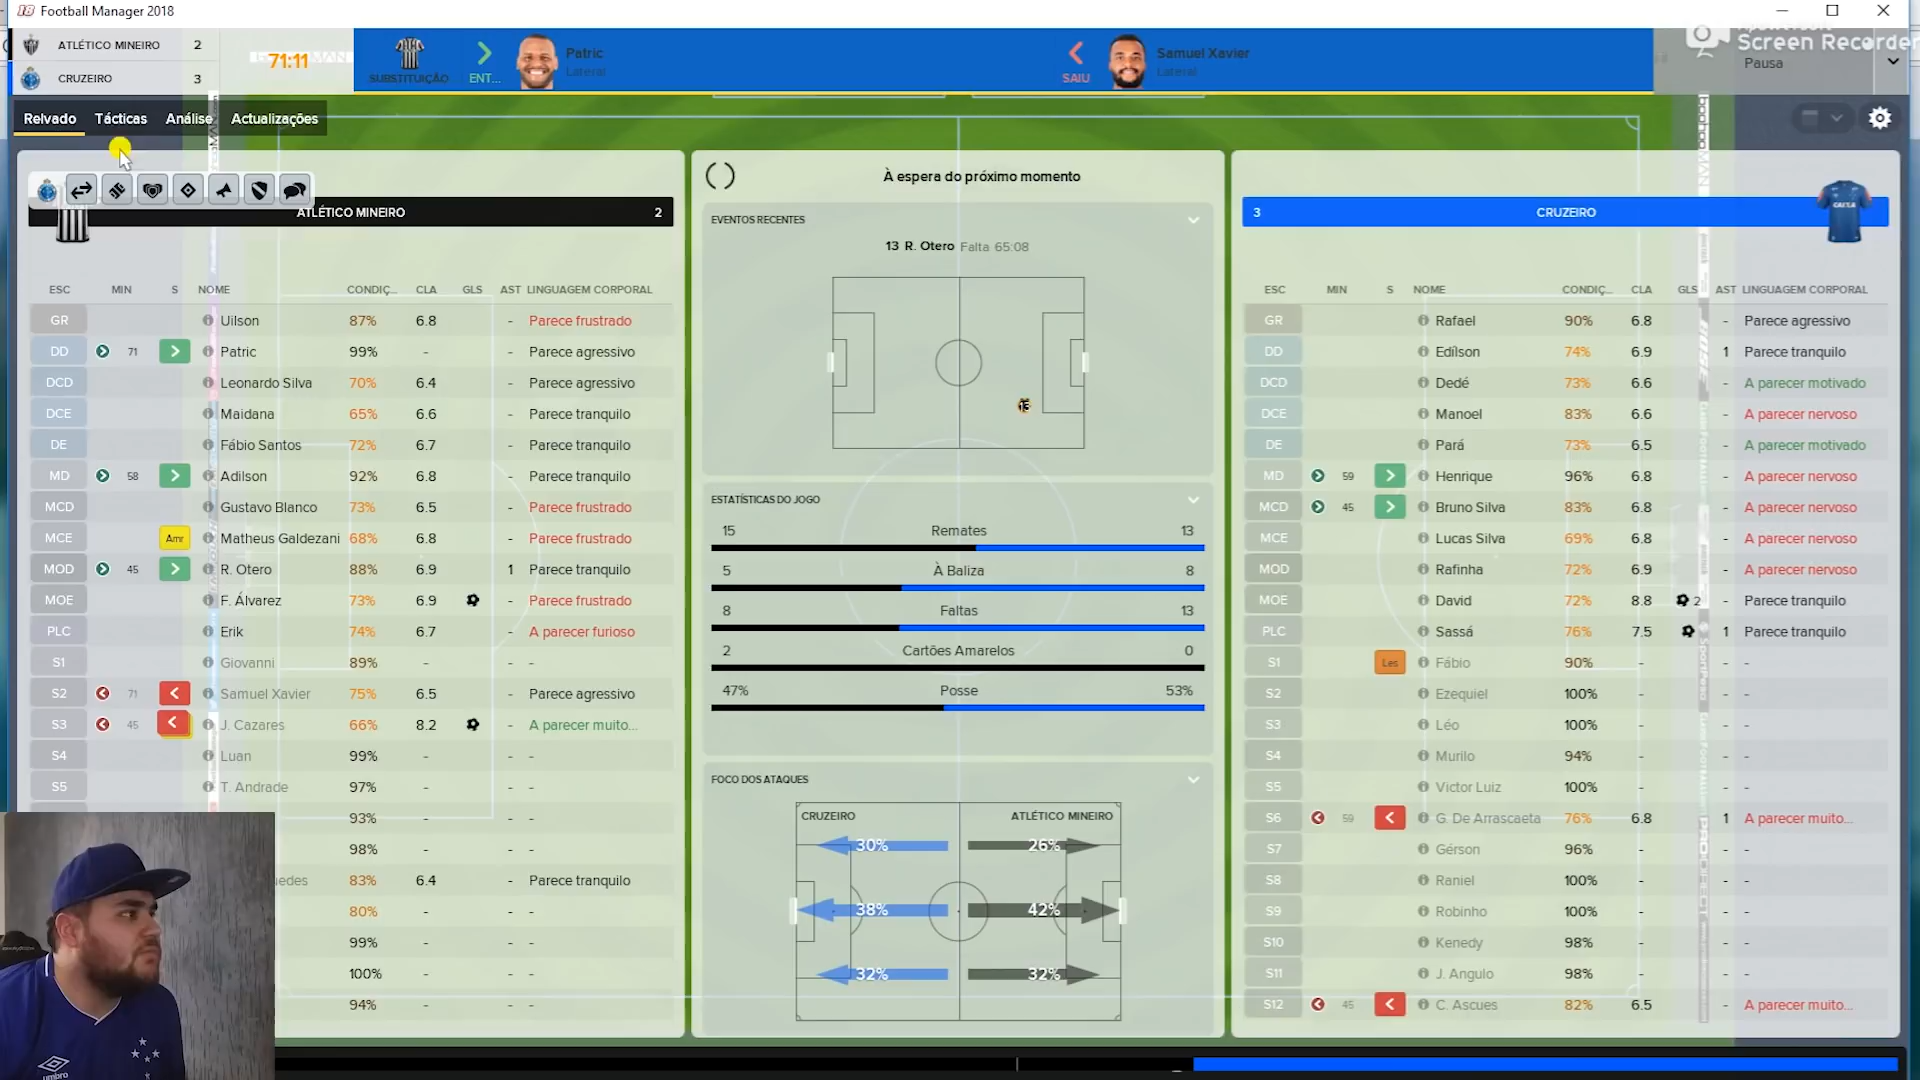 Football Manager 2018
ATLÉTICO MINEIRO 2
CRUZEIRO 3
71:11
SUBSTITUIÇÃO
ENT...
Patric
Lateral
SAIU
Samuel Xavier
Lateral
Screen Recorder
Pausa
Relvado Tácticas Análise Actualizações
ATLÉTICO MINEIRO 2
ESC MIN S NOME CONDIÇ... CLA GLS AST LINGUAGEM CORPORAL
GR Uilson 87% 6.8 - Parece frustrado
DD 71 Patric 99% - - Parece agressivo
DCD Leonardo Silva 70% 6.4 - Parece agressivo
DCE Maidana 65% 6.6 - Parece tranquilo
DE Fábio Santos 72% 6.7 - Parece tranquilo
MD 58 Adilson 92% 6.8 - Parece tranquilo
MCD Gustavo Blanco 73% 6.5 - Parece frustrado
MCE Amr Matheus Galdezani 68% 6.8 - Parece frustrado
MOD 45 R. Otero 88% 6.9 1 Parece tranquilo
MOE F. Álvarez 73% 6.9 - Parece frustrado
PLC Erik 74% 6.7 - A parecer furioso
S1 Giovanni 89% - - -
S2 71 Samuel Xavier 75% 6.5 - Parece agressivo
S3 45 J. Cazares 66% 8.2 - A parecer muito...
S4 Luan 99% - - -
S5 T. Andrade 97% - - -
93% - - -
98% - - -
edes 83% 6.4 - Parece tranquilo
80% - - -
99% - - -
100% - - -
94% - - -
umbro
À espera do próximo momento
EVENTOS RECENTES
13 R. Otero Falta 65:08
13
ESTATÍSTICAS DO JOGO
15 Remates 13
5 À Baliza 8
8 Faltas 13
2 Cartões Amarelos 0
47% Posse 53%
FOCO DOS ATAQUES
CRUZEIRO ATLÉTICO MINEIRO
30% 26%
38% 42%
32% 32%
3 CRUZEIRO
CAIXA
ESC MIN S NOME CONDIÇ... CLA GLS AST LINGUAGEM CORPORAL
GR Rafael 90% 6.8 - Parece agressivo
DD Edílson 74% 6.9 1 Parece tranquilo
DCD Dedé 73% 6.6 - A parecer motivado
DCE Manoel 83% 6.6 - A parecer nervoso
DE Pará 73% 6.5 - A parecer motivado
MD 59 Henrique 96% 6.8 - A parecer nervoso
MCD 45 Bruno Silva 83% 6.8 - A parecer nervoso
MCE Lucas Silva 69% 6.8 - A parecer nervoso
MOD Rafinha 72% 6.9 - A parecer nervoso
MOE David 72% 8.8 2 - Parece tranquilo
PLC Sassá 76% 7.5 1 Parece tranquilo
S1 Les Fábio 90% - - -
S2 Ezequiel 100% - - -
S3 Léo 100% - - -
S4 Murilo 94% - - -
S5 Victor Luiz 100% - - -
S6 59 G. De Arrascaeta 76% 6.8 1 A parecer muito...
S7 Gérson 96% - - -
S8 Raniel 100% - - -
S9 Robinho 100% - - -
S10 Kenedy 98% - - -
S11 J. Angulo 98% - - -
S12 45 C. Ascues 82% 6.5 - A parecer muito...